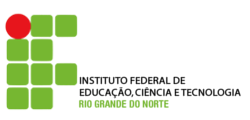 INSTITUTO FEDERAL DE
EDUCAÇÃO, CIÊNCIA E TECNOLOGIA
RIO GRANDE DO NORTE